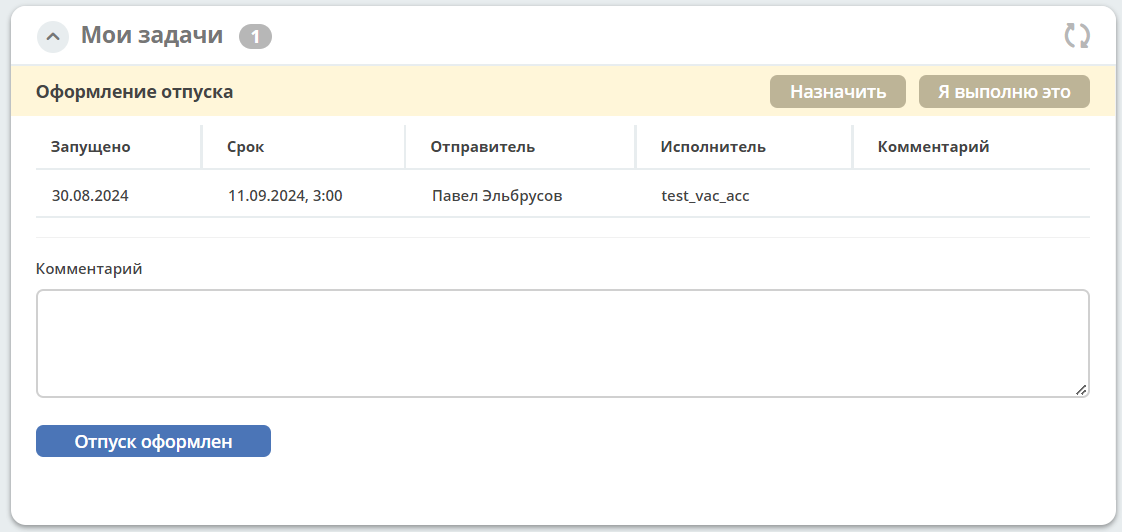 Мои задачи 1
Оформление отпуска Назначить Я выполю это
Запущено Срок Отправитель Исполнитель Комментарий
30.08.2024 11.09.2024, 3:00 Павел Эльбрусов test_vac_acc
Комментарий
Отпуск оформлен